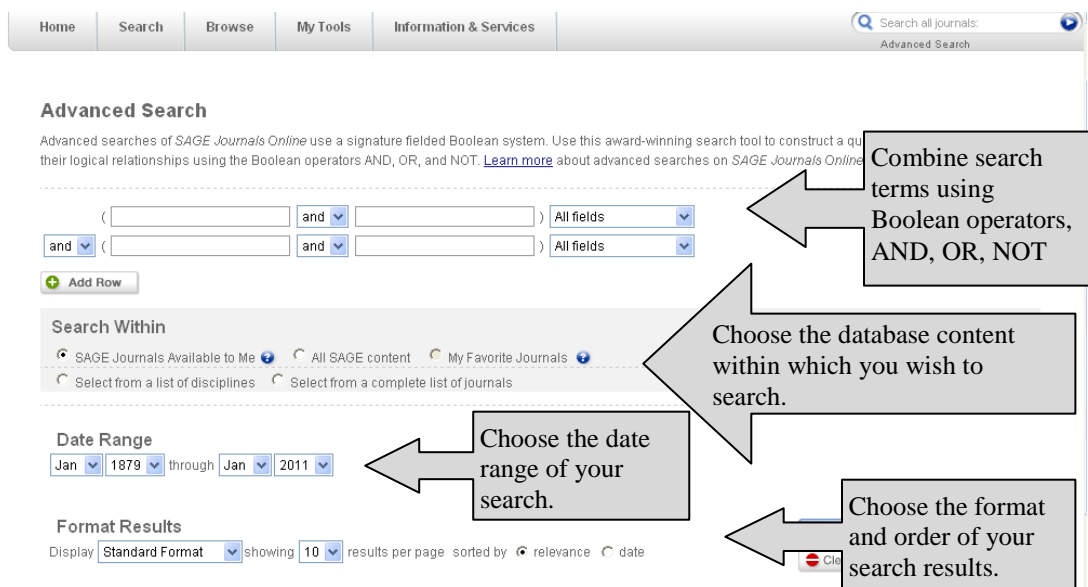 Home Search Browse My Tools Information & Services Search all journals:
Advanced Search
Advanced Search
Advanced searches of SAGE Journals Online use a signature fielded Boolean system. Use this award-winning search tool to construct a qu
their logical relationships using the Boolean operators AND, OR, and NOT. Learn more about advanced searches on SAGE Journals Online
Combine search
terms using
Boolean operators,
AND, OR, NOT
( and ) All fields
and ( and ) All fields
Add Row
Search Within
SAGE Journals Available to Me ? All SAGE content My Favorite Journals ?
Select from a list of disciplines Select from a complete list of journals
Choose the database content
within which you wish to
search.
Date Range
Jan 1879 through Jan 2011
Choose the date
range of your
search.
Format Results
Display Standard Format showing 10 results per page sorted by relevance date
Cle
Choose the format
and order of your
search results.